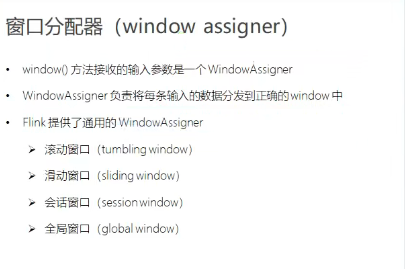 窗口分配器（window assigner）
• window() 方法接收的输入参数是一个 WindowAssigner
• WindowAssigner 负责将每条输入的数据分发到正确的 window 中
• Flink 提供了通用的 WindowAssigner
➢ 滚动窗口（tumbling window）
➢ 滑动窗口（sliding window）
➢ 会话窗口（session window）
➢ 全局窗口（global window）